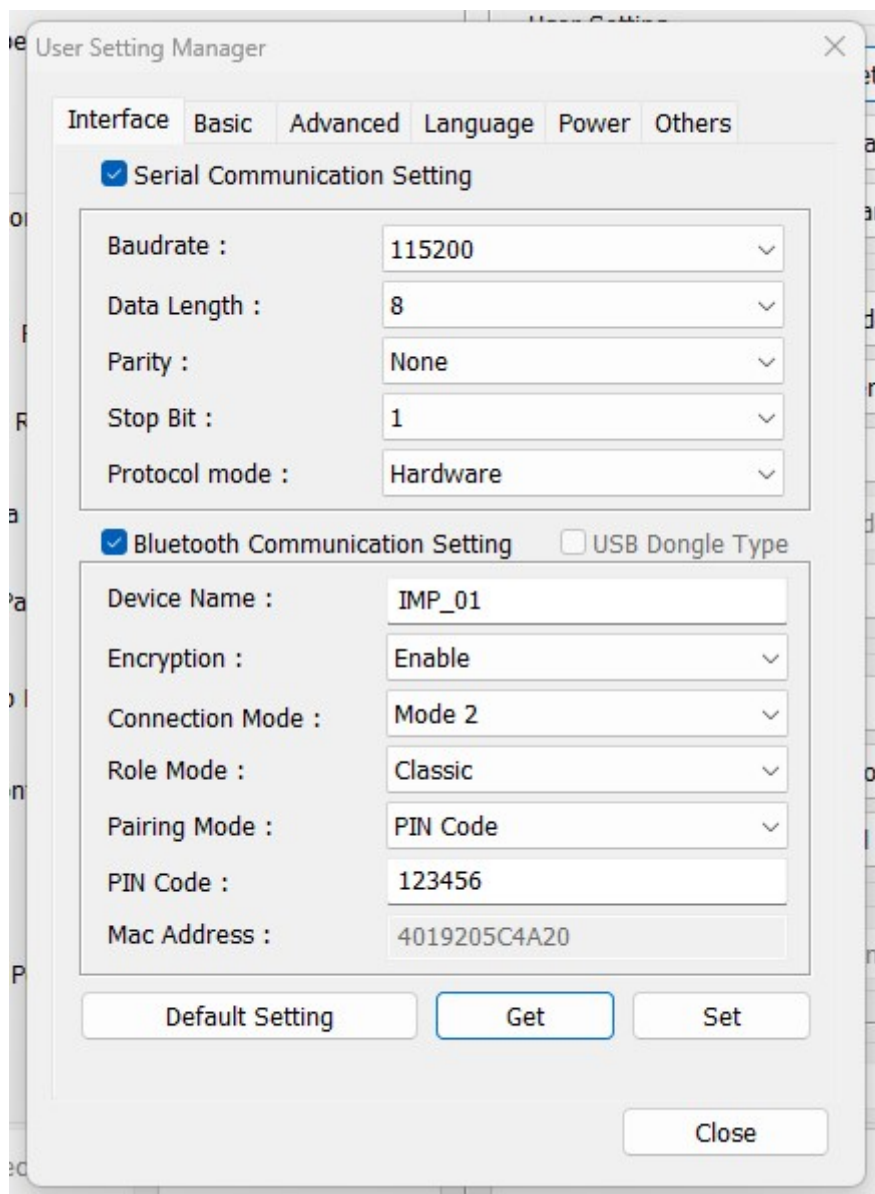 User Setting Manager
Interface Basic Advanced Language Power Others
Serial Communication Setting
Baudrate : 115200
Data Length : 8
Parity : None
Stop Bit : 1
Protocol mode : Hardware
Bluetooth Communication Setting USB Dongle Type
Device Name : IMP_01
Encryption : Enable
Connection Mode : Mode 2
Role Mode : Classic
Pairing Mode : PIN Code
PIN Code : 123456
Mac Address : 4019205C4A20
Default Setting Get Set
Close